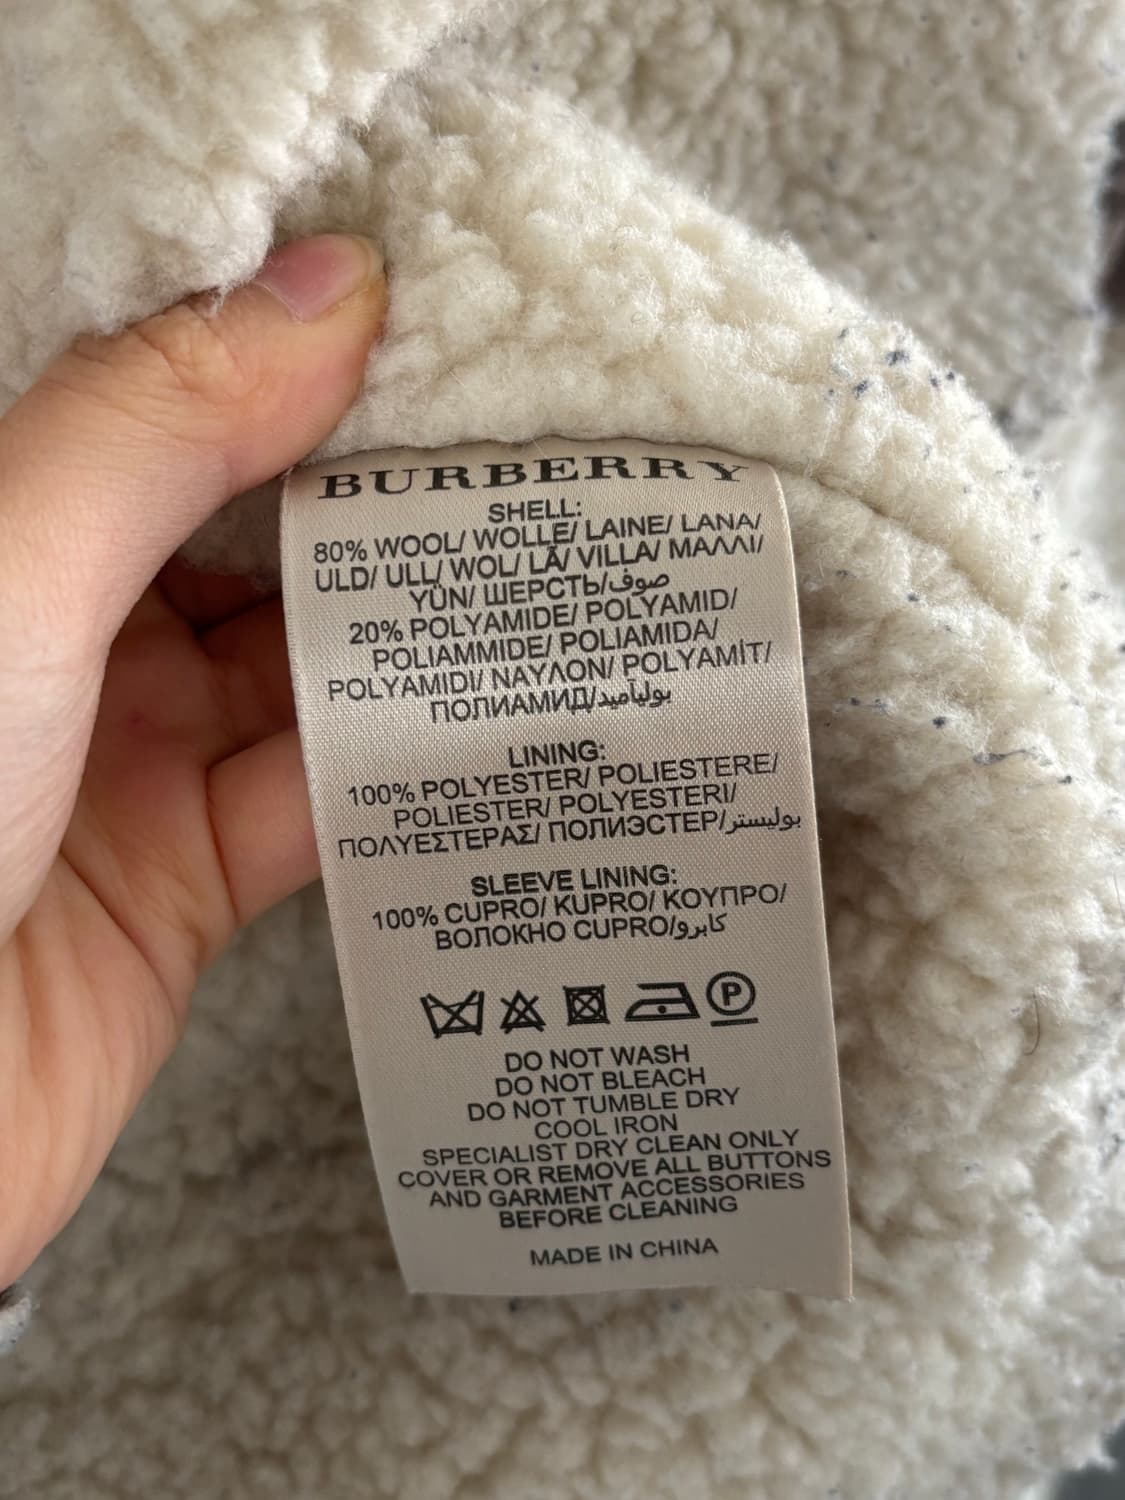 BURBERRY
SHELL:
80% WOOL/ WOLLE/ LAINE/ LANA/
ULD/ ULL/ WOL/ LÃ/ VILLA/ ΜΑΛΛΙ/
YÜN/ ШЕРСТЬ/صوف
20% POLYAMIDE/ POLYAMID/
POLIAMMIDE/ POLIAMIDA/
POLYAMIDI/ ΝΑΥΛΟΝ/ POLYAMİT/
ПОЛИАМИД/بوليآميد
LINING:
100% POLYESTER/ POLIESTERE/
POLIESTER/ POLYESTERI/
ΠΟΛΥΕΣΤΕΡΑΣ/ ПОЛИЭСТЕР/بوليستر
SLEEVE LINING:
100% CUPRO/ KUPRO/ ΚΟΥΠΡΟ/
ВОЛОКНО CUPRO/كابرو
P
DO NOT WASH
DO NOT BLEACH
DO NOT TUMBLE DRY
COOL IRON
SPECIALIST DRY CLEAN ONLY
COVER OR REMOVE ALL BUTTONS
AND GARMENT ACCESSORIES
BEFORE CLEANING
MADE IN CHINA